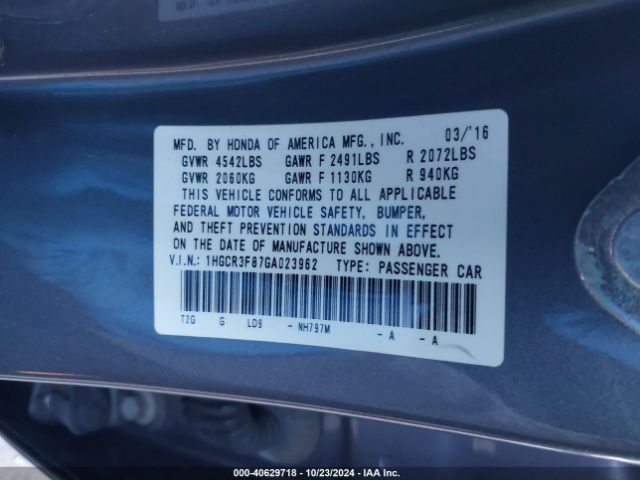 MFD. BY HONDA OF AMERICA MFG., INC. 03/'16
GVWR 4542LBS GAWR F 2491LBS R 2072LBS
GVWR 2060KG GAWR F 1130KG R 940KG
THIS VEHICLE CONFORMS TO ALL APPLICABLE
FEDERAL MOTOR VEHICLE SAFETY, BUMPER,
AND THEFT PREVENTION STANDARDS IN EFFECT
ON THE DATE OF MANUFACTURE SHOWN ABOVE.
V.I.N.: 1HGCR3F87GA023962 TYPE: PASSENGER CAR
T2G G LD9 - NH797M - A - A
000-40629718 - 10/23/2024 - IAA Inc.